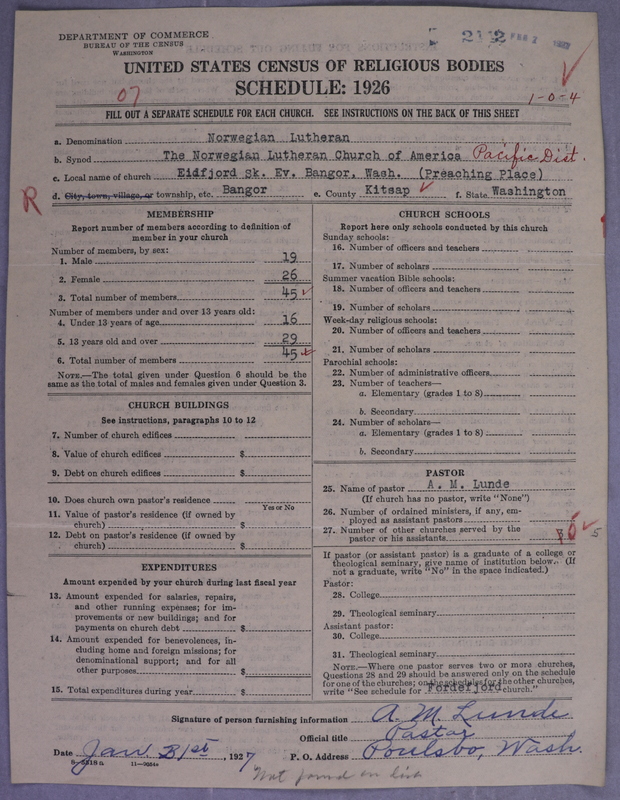 DEPARTMENT OF COMMERCE
BUREAU OF THE CENSUS
WASHINGTON
2112 FEB 7
UNITED STATES CENSUS OF RELIGIOUS BODIES
SCHEDULE: 1926
07
1-0-4
FILL OUT A SEPARATE SCHEDULE FOR EACH CHURCH. SEE INSTRUCTIONS ON THE BACK OF THIS SHEET
a. Denomination Norwegian Lutheran
b. Synod The Norwegian Lutheran Church of America Pacific Dist.
c. Local name of church Eidfjord Sk. Ev. Bangor, Wash. (Preaching Place)
R
d. City, town, village, or township, etc. Bangor e. County Kitsap f. State Washington
MEMBERSHIP
Report number of members according to definition of
member in your church
Number of members, by sex:
1. Male 19
2. Female 26
3. Total number of members 45
Number of members under and over 13 years old:
4. Under 13 years of age 16
5. 13 years old and over 29
6. Total number of members 45
NOTE.—The total given under Question 6 should be
same as the total of males and females given under Question 3.
CHURCH BUILDINGS
See instructions, paragraphs 10 to 12
7. Number of church edifices
8. Value of church edifices $
9. Debt on church edifices $
10. Does church own pastor's residence
Yes or No
11. Value of pastor's residence (if owned by
church) $
12. Debt on pastor's residence (if owned by
church) $
EXPENDITURES
Amount expended by your church during last fiscal year
13. Amount expended for salaries, repairs,
and other running expenses; for im-
provements or new buildings; and for
payments on church debt $
14. Amount expended for benevolences, in-
cluding home and foreign missions; for
denominational support; and for all
other purposes $
15. Total expenditures during year $
CHURCH SCHOOLS
Report here only schools conducted by this church
Sunday schools:
16. Number of officers and teachers
17. Number of scholars
Summer vacation Bible schools:
18. Number of officers and teachers
19. Number of scholars
Week-day religious schools:
20. Number of officers and teachers
21. Number of scholars
Parochial schools:
22. Number of administrative officers
23. Number of teachers—
a. Elementary (grades 1 to 8)
b. Secondary
24. Number of scholars—
a. Elementary (grades 1 to 8)
b. Secondary
PASTOR
25. Name of pastor A. M. Lunde
(If church has no pastor, write "None")
26. Number of ordained ministers, if any, em-
ployed as assistant pastors
27. Number of other churches served by the
pastor or his assistants 5
If pastor (or assistant pastor) is a graduate of a college or
theological seminary, give name of institution below. (If
not a graduate, write "No" in the space indicated.)
Pastor:
28. College
29. Theological seminary
Assistant pastor:
30. College
31. Theological seminary
NOTE.—Where one pastor serves two or more churches,
Questions 28 and 29 should be answered only on the schedule
for one of the churches; on the schedules for the other churches,
write "See schedule for Fordefjord church."
Signature of person furnishing information A. M. Lunde
Official title Pastor
Date Jan 31st, 1927 P. O. Address Poulsbo, Wash.
8-5518a 11-9684a
Not found on list